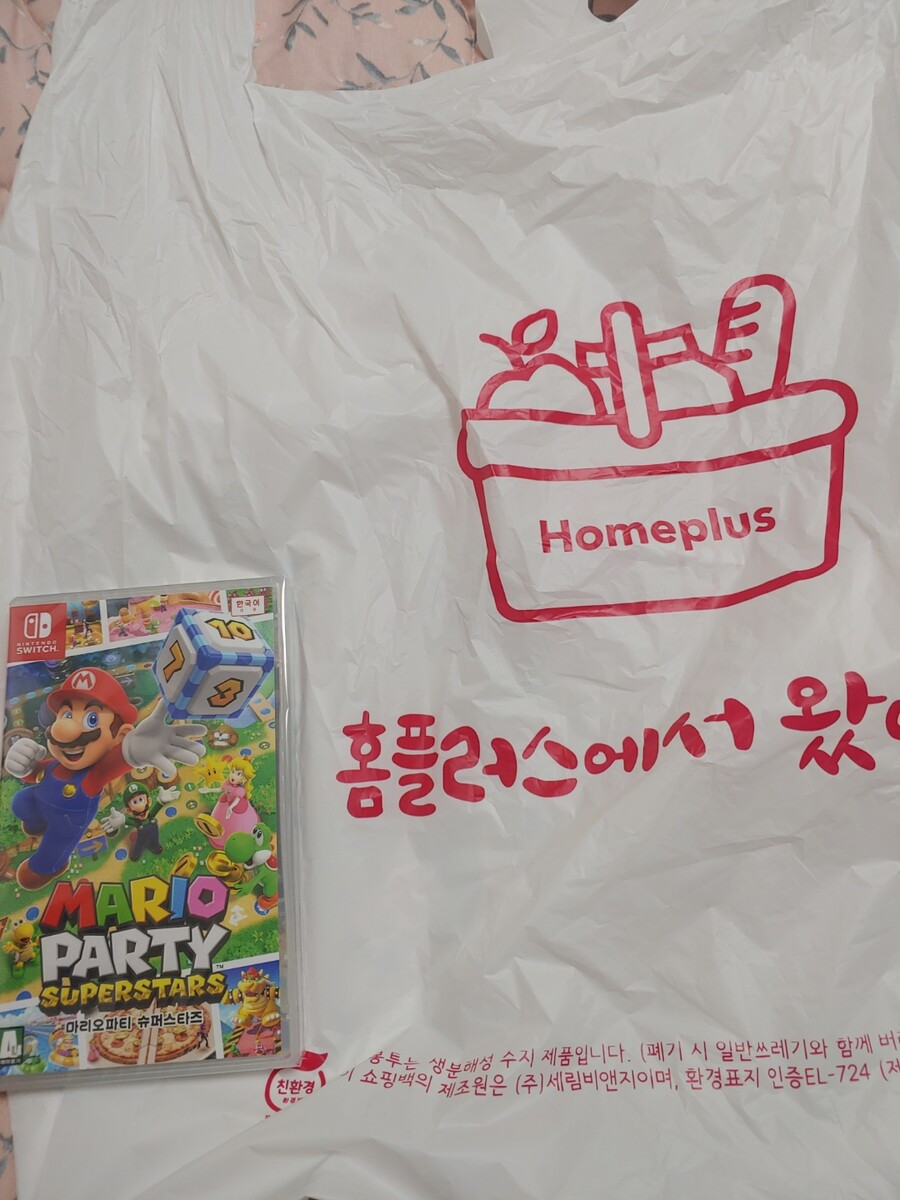 Homeplus
홈플러스에서 왔
한국어
NINTENDO
SWITCH
10
7
3
M
MARIO
PARTY
SUPERSTARS
마리오파티 슈퍼스타즈
봉투는 생분해성 수지 제품입니다. (폐기 시 일반쓰레기와 함께
쇼핑백의 제조원은 (주)세림비앤지이며, 환경표지 인증EL-724
친환경